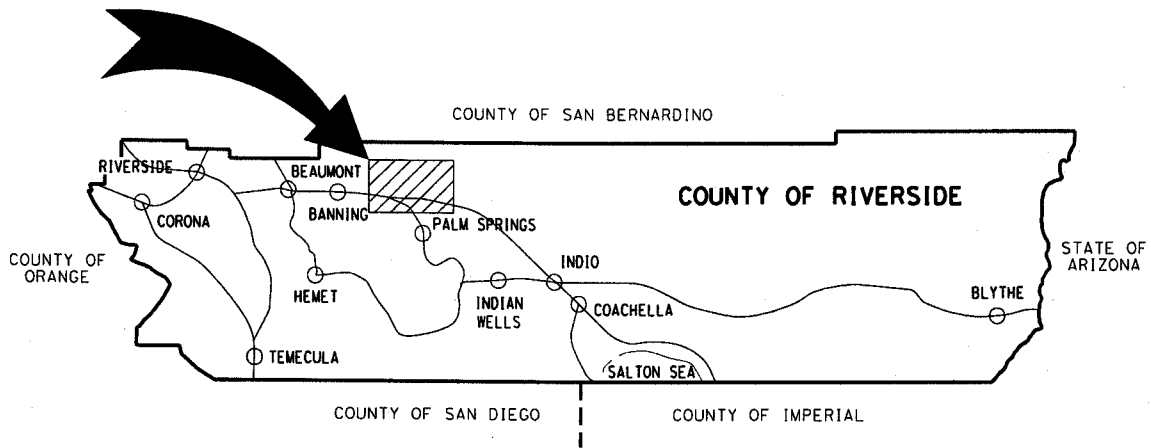 COUNTY OF SAN BERNARDINO
RIVERSIDE
BEAUMONT
COUNTY OF RIVERSIDE
BANNING
CORONA
PALM SPRINGS
COUNTY OF
ORANGE
STATE OF
ARIZONA
INDIO
HEMET
INDIAN
WELLS
COACHELLA
BLYTHE
TEMECULA
SALTON SEA
COUNTY OF SAN DIEGO
COUNTY OF IMPERIAL